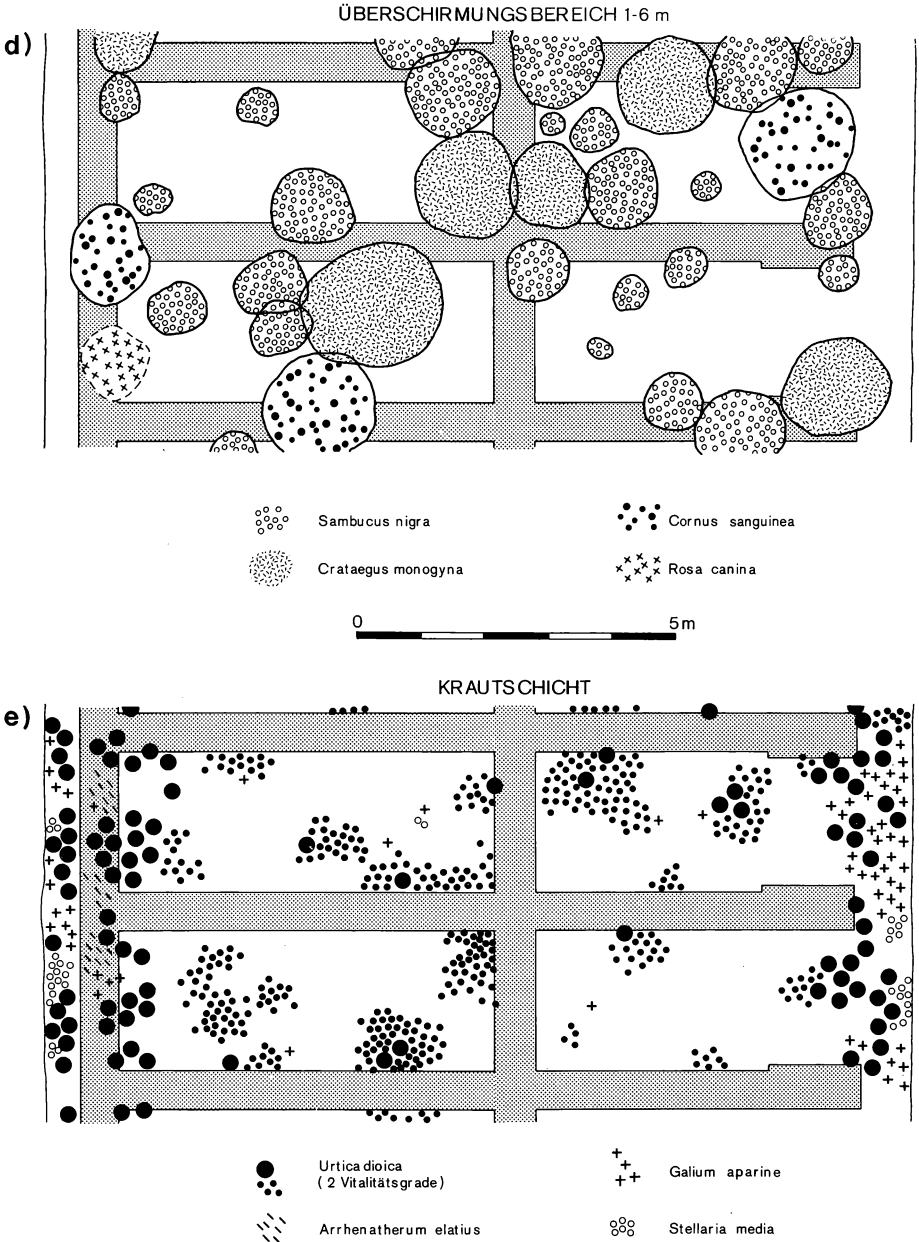 ÜBERSCHIRMUNGSBEREICH 1-6 m
d)
Sambucus nigra
Cornus sanguinea
Crataegus monogyna
Rosa canina
0 5m
KRAUTSCHICHT
e)
Urtica dioica
(2 Vitalitätsgrade)
Galium aparine
Arrhenatherum elatius
Stellaria media